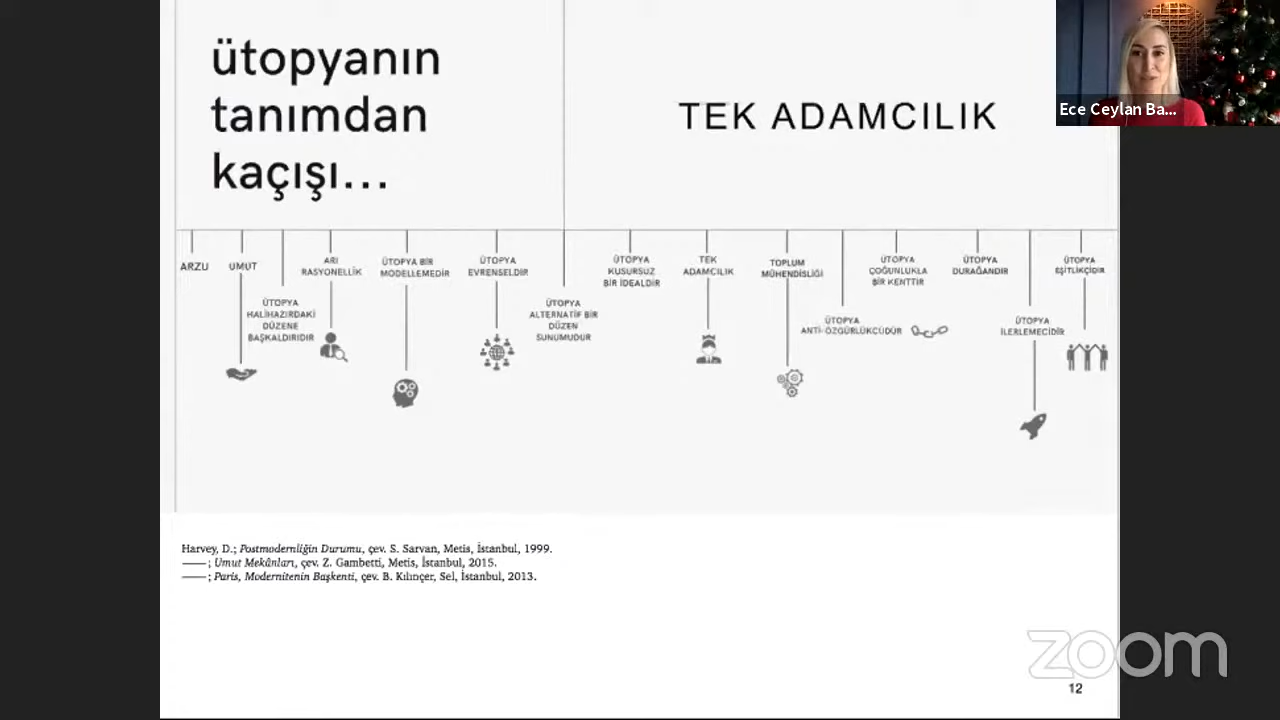 ütopyanın
tanımdan
kaçışı...
TEK ADAMCILIK
Ece Ceylan Ba...
ARZU
UMUT
ÜTOPYA
HALİHAZIRDAKİ
DÜZENE
BAŞKALDIRIDIR
ARI
RASYONELLİK
ÜTOPYA BİR
MODELLEMEDİR
ÜTOPYA
EVRENSELDIR
ÜTOPYA
ALTERNATİF BİR
DÜZEN
SUNUMUDUR
ÜTOPYA
KUSURSUZ
BİR İDEALDİR
TEK
ADAMCILIK
TOPLUM
MÜHENDİSLİĞİ
ÜTOPYA
ANTİ-ÖZGÜRLÜKCÜDÜR
ÜTOPYA
ÇOĞUNLUKLA
BİR KENTTİR
ÜTOPYA
DURAĞANDIR
ÜTOPYA
İLERLEMECİDİR
ÜTOPYA
EŞİTLİKÇİDİR
Harvey, D.; Postmodernliğin Durumu, çev. S. Sarvan, Metis, İstanbul, 1999.
——; Umut Mekânları, çev. Z. Gambetti, Metis, İstanbul, 2015.
——; Paris, Modernitenin Başkenti, çev. B. Kılınçer, Sel, İstanbul, 2013.
zoom
12